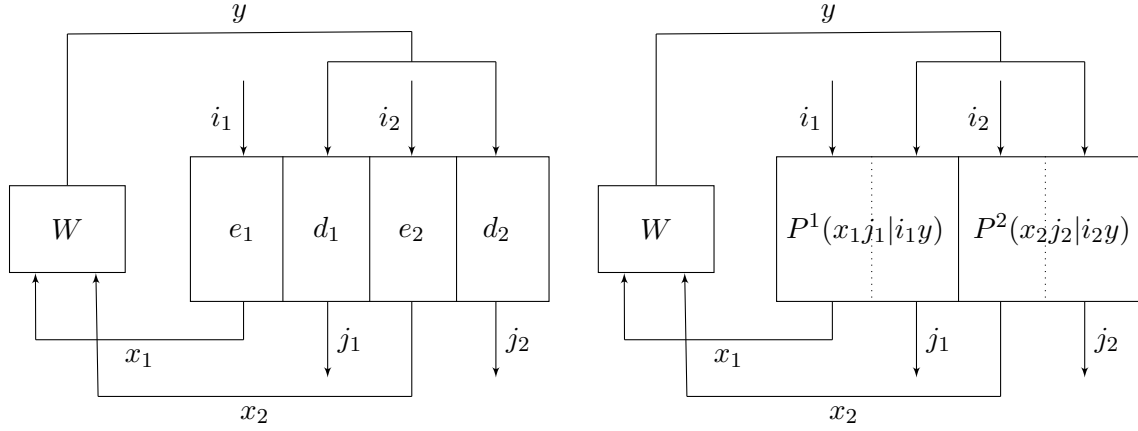 y
i₁ i₂
W e₁ d₁ e₂ d₂
x₁ j₁ j₂
x₂
y
i₁ i₂
W P¹(x₁j₁|i₁y) P²(x₂j₂|i₂y)
x₁ j₁ j₂
x₂